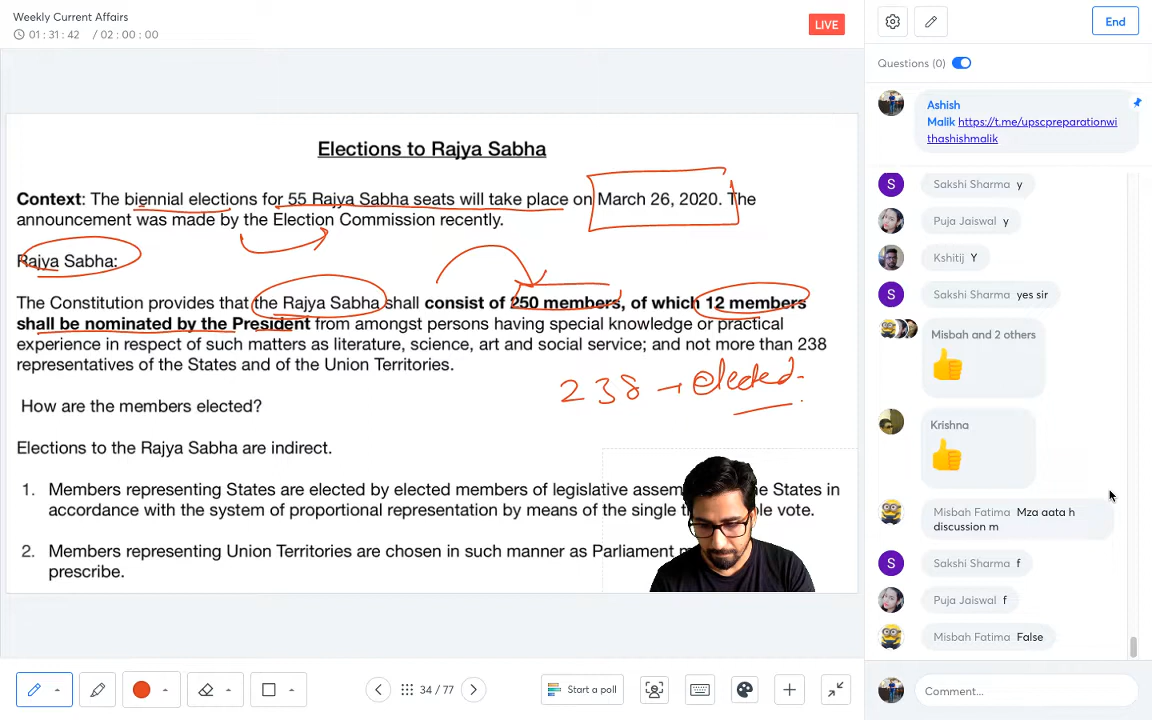 Weekly Current Affairs
01 : 31 : 42 / 02 : 00 : 00
LIVE
End
Questions (0)
Ashish
Malik https://t.me/upscpreparationwi
thashishmalik
Elections to Rajya Sabha
Context: The biennial elections for 55 Rajya Sabha seats will take place on March 26, 2020. The
announcement was made by the Election Commission recently.
Rajya Sabha:
The Constitution provides that the Rajya Sabha shall consist of 250 members, of which 12 members
shall be nominated by the President from amongst persons having special knowledge or practical
experience in respect of such matters as literature, science, art and social service; and not more than 238
representatives of the States and of the Union Territories.
238 → elected.
How are the members elected?
Elections to the Rajya Sabha are indirect.
1. Members representing States are elected by elected members of legislative assem e States in
accordance with the system of proportional representation by means of the single t le vote.
2. Members representing Union Territories are chosen in such manner as Parliament
prescribe.
S Sakshi Sharma y
Puja Jaiswal y
Kshitij Y
S Sakshi Sharma yes sir
Misbah and 2 others
Krishna
Misbah Fatima Mza aata h
discussion m
S Sakshi Sharma f
Puja Jaiswal f
Misbah Fatima False
34 / 77
Start a poll
Comment...